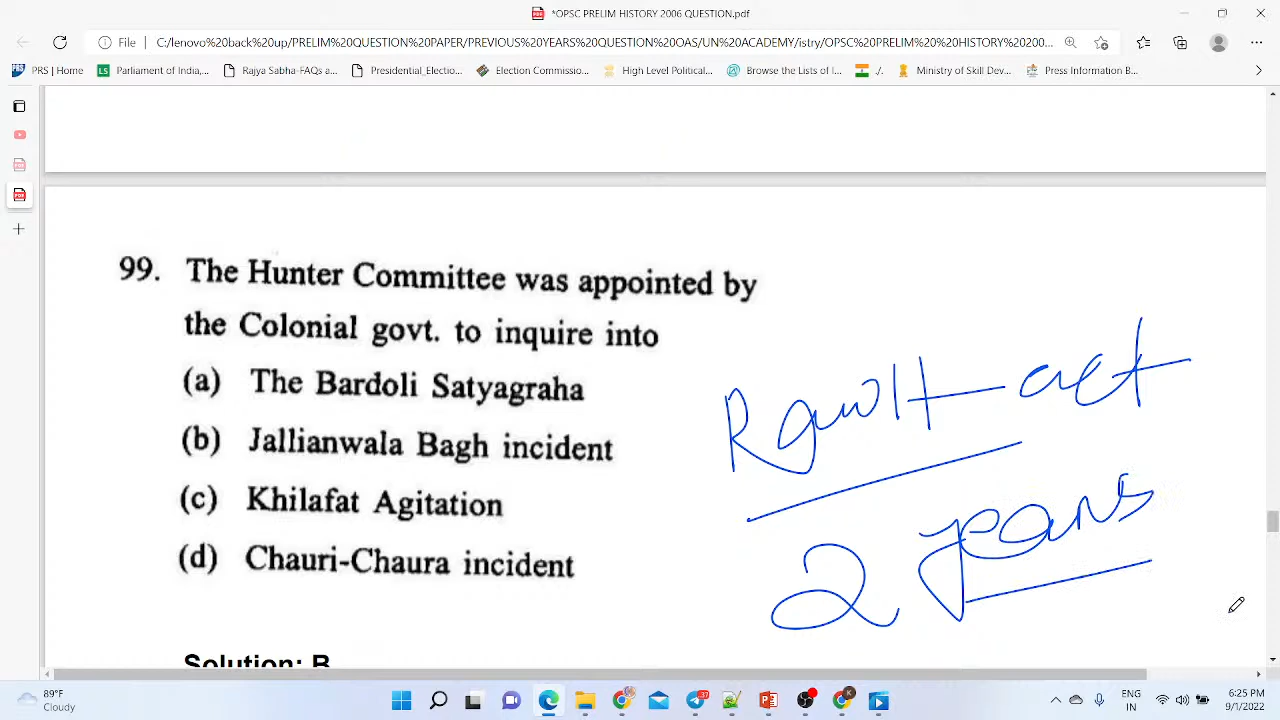 *OPSC PRELIM HISTORY 2006 QUESTION.pdf
File C:/lenovo%20back%20up/PRELIM%20QUESTION%20PAPER/PREVIOUS%20YEARS%20QUESTION%20OAS/UN%20ACADEMY/istry/OPSC%20PRELIM%20%20HISTORY%20200...
PRS | Home Parliament of India,... Rajya Sabha-FAQs -... Presidential_Electio... Election Commissio... High Level Political... Browse the Lists of I... ./. Ministry of Skill Dev... Press Information B...
99. The Hunter Committee was appointed by
the Colonial govt. to inquire into
(a) The Bardoli Satyagraha
(b) Jallianwala Bagh incident
(c) Khilafat Agitation
(d) Chauri-Chaura incident
act
2 years
Solution: B
89°F
Cloudy
37
K
ENG
IN
6:35 PM
9/1/2022